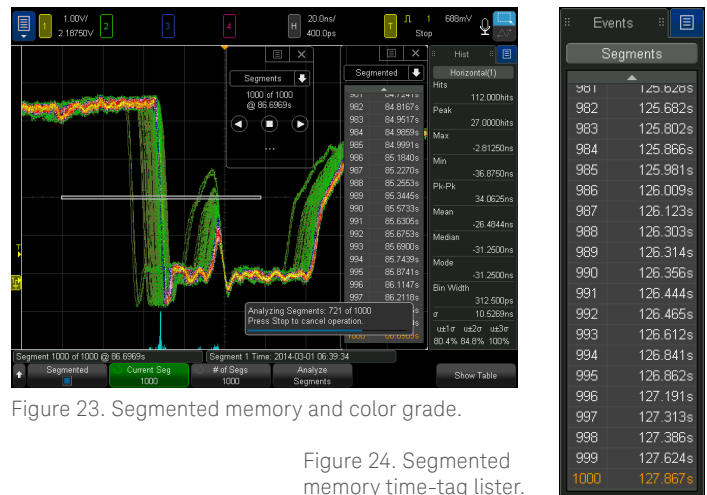 1.00V/
2.18750V
1
2
3
4
H
20.0ns/
400.0ps
T
1
688mV
Stop
Segments
1000 of 1000
@ 86.6969s
...
Segmented
982 84.8167s
983 84.9517s
984 84.9859s
985 84.9991s
986 85.1840s
987 85.2270s
988 85.2553s
989 85.3445s
990 85.5733s
991 85.6305s
992 85.6753s
993 85.6900s
994 85.7439s
995 85.8741s
996 86.1147s
997 86.2118s
1000 86.6969s
Analyzing Segments: 721 of 1000
Press Stop to cancel operation.
Hist
Horizontal(1)
Hits
112.000hits
Peak
27.0000hits
Max
-2.81250ns
Min
-36.8750ns
Pk-Pk
34.0625ns
Mean
-26.4844ns
Median
-31.2500ns
Mode
-31.2500ns
Bin Width
312.500ps
σ
10.5269ns
u±1σ u±2σ u±3σ
80.4% 84.8% 100%
Segment 1000 of 1000 @ 86.6969s
Segment 1 Time: 2014-03-01 06:39:34
Segmented
Current Seg
1000
# of Segs
1000
Analyze
Segments
Show Table
Figure 23. Segmented memory and color grade.
Events
Segments
981 125.628s
982 125.682s
983 125.802s
984 125.866s
985 125.981s
986 126.009s
987 126.123s
988 126.303s
989 126.314s
990 126.356s
991 126.444s
992 126.465s
993 126.612s
994 126.841s
995 126.862s
996 127.191s
997 127.313s
998 127.386s
999 127.624s
1000 127.867s
Figure 24. Segmented
memory time-tag lister.